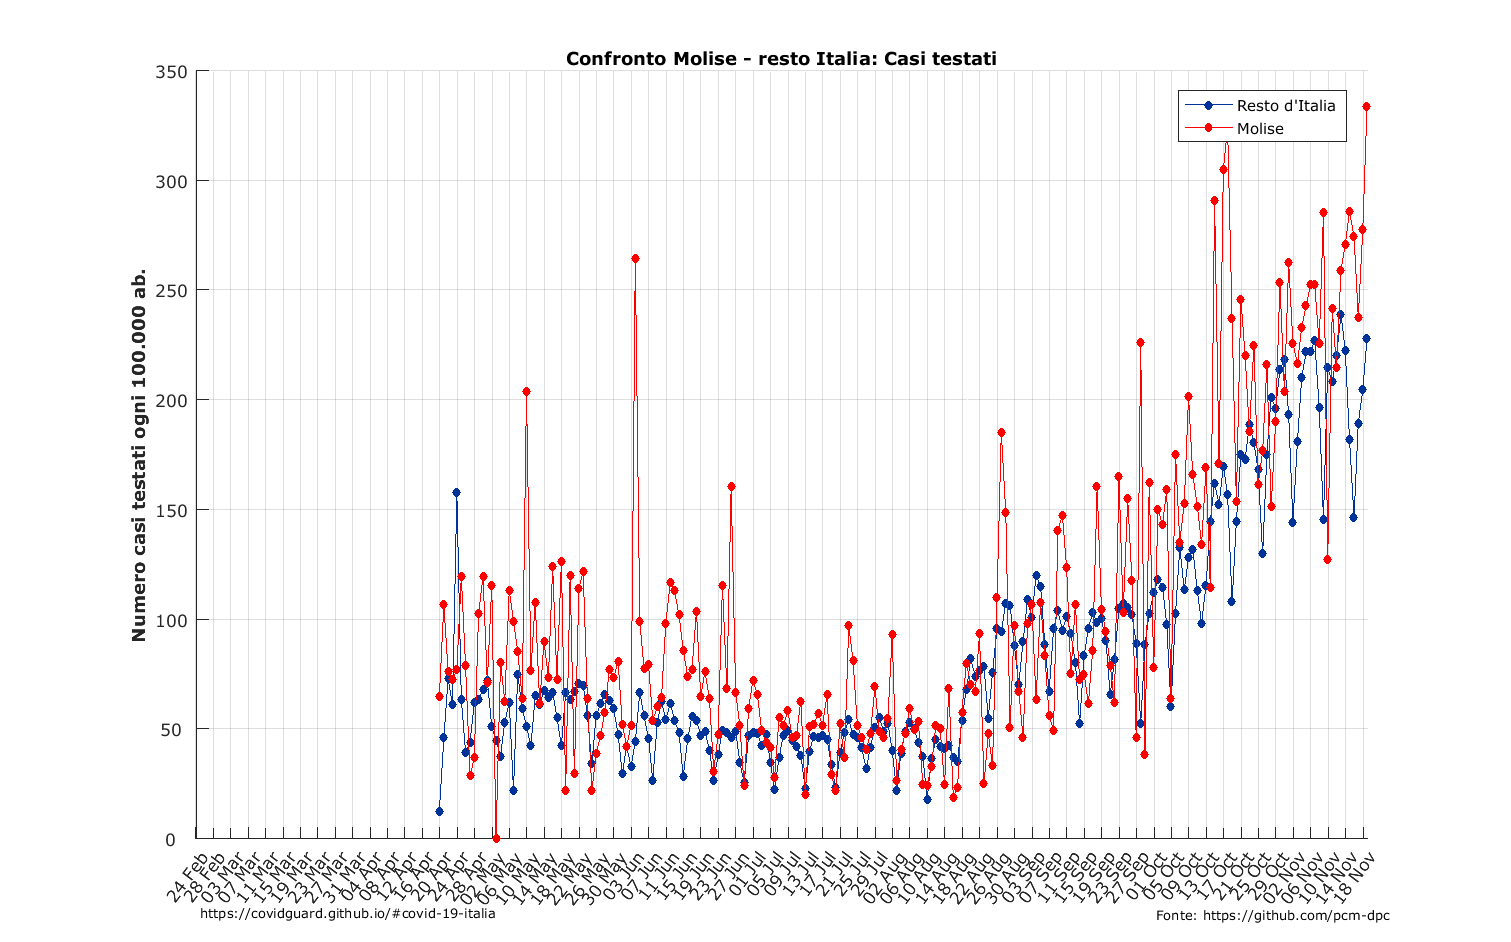 Confronto Molise - resto Italia: Casi testati
Resto d'Italia
Molise
Numero casi testati ogni 100.000 ab.
350
300
250
200
150
100
50
0
24 Feb
28 Feb
03 Mar
07 Mar
11 Mar
15 Mar
19 Mar
23 Mar
27 Mar
31 Mar
04 Apr
08 Apr
12 Apr
16 Apr
20 Apr
24 Apr
28 Apr
02 May
06 May
10 May
14 May
18 May
22 May
26 May
30 May
03 Jun
07 Jun
11 Jun
15 Jun
19 Jun
23 Jun
27 Jun
01 Jul
05 Jul
09 Jul
13 Jul
17 Jul
21 Jul
25 Jul
29 Jul
02 Aug
06 Aug
10 Aug
14 Aug
18 Aug
22 Aug
26 Aug
30 Aug
03 Sep
07 Sep
11 Sep
15 Sep
19 Sep
23 Sep
27 Sep
01 Oct
05 Oct
09 Oct
13 Oct
17 Oct
21 Oct
25 Oct
29 Oct
02 Nov
06 Nov
10 Nov
14 Nov
18 Nov
https://covidguard.github.io/#covid-19-italia
Fonte: https://github.com/pcm-dpc